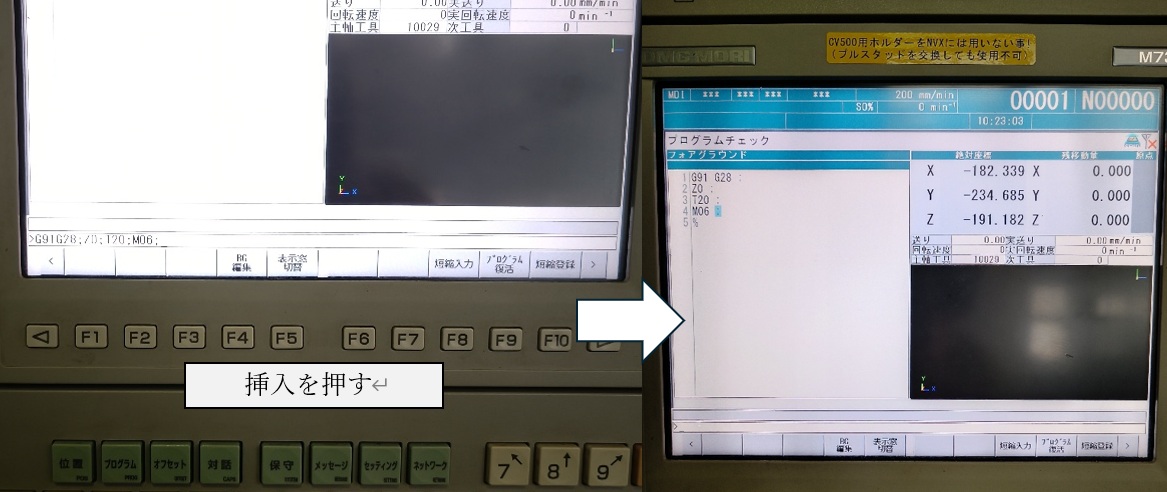 送り 0.00実送り 0.00mm/min
回転速度 0実回転速度 0min⁻¹
主軸工具 10029 次工具 0
>G91G28;Z0;T20;M06;_
< BG編集 表示窓切替 短縮入力 プログラム復活 短縮登録 >
F1 F2 F3 F4 F5 F6 F7 F8 F9 F10
挿入を押す↵
位置 プログラム オフセット 対話 保守 メッセージ セッティング ネットワーク 7 8 9
CV500用ホルダーをNVXには用いない事!
(プルスタッドを交換しても使用不可)
M73
MDI *** *** *** *** 200 mm/min
S0% 0 min⁻¹
O0001 N00000
10:23:03
プログラムチェック
フォアグラウンド
1 G91 G28 ;
2 Z0 ;
3 T20 ;
4 M06 ;
5 %
絶対座標 残移動量 原点
X -182.339 X 0.000
Y -234.685 Y 0.000
Z -191.182 Z 0.000
送り 0.00実送り 0.00mm/min
回転速度 0実回転速度 0min⁻¹
主軸工具 10029 次工具 0
>
< BG編集 表示窓切替 短縮入力 プログラム復活 短縮登録 >